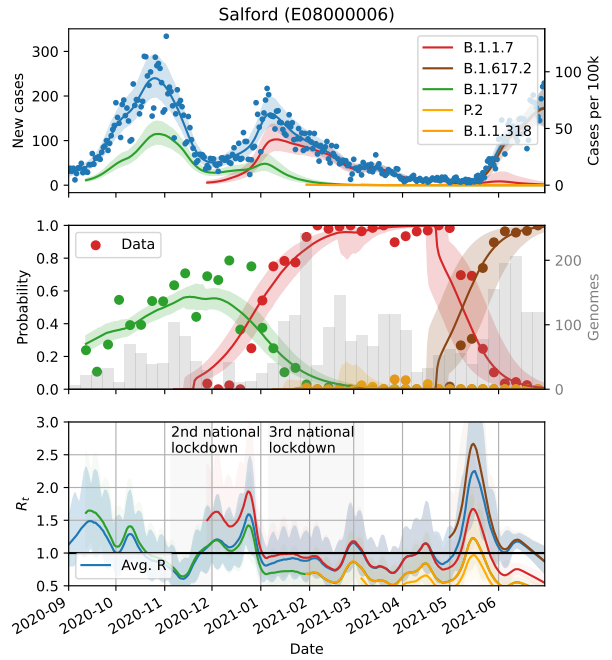 Salford (E08000006)
New cases
300
200
100
0
B.1.1.7
B.1.617.2
B.1.177
P.2
B.1.1.318
100
50
0
Cases per 100k
Probability
1.0
0.8
0.6
0.4
0.2
0.0
Data
200
100
0
Genomes
R_t
3.0
2.5
2.0
1.5
1.0
0.5
2nd national
lockdown
3rd national
lockdown
Avg. R
2020-09
2020-10
2020-11
2020-12
2021-01
2021-02
2021-03
2021-04
2021-05
2021-06
Date